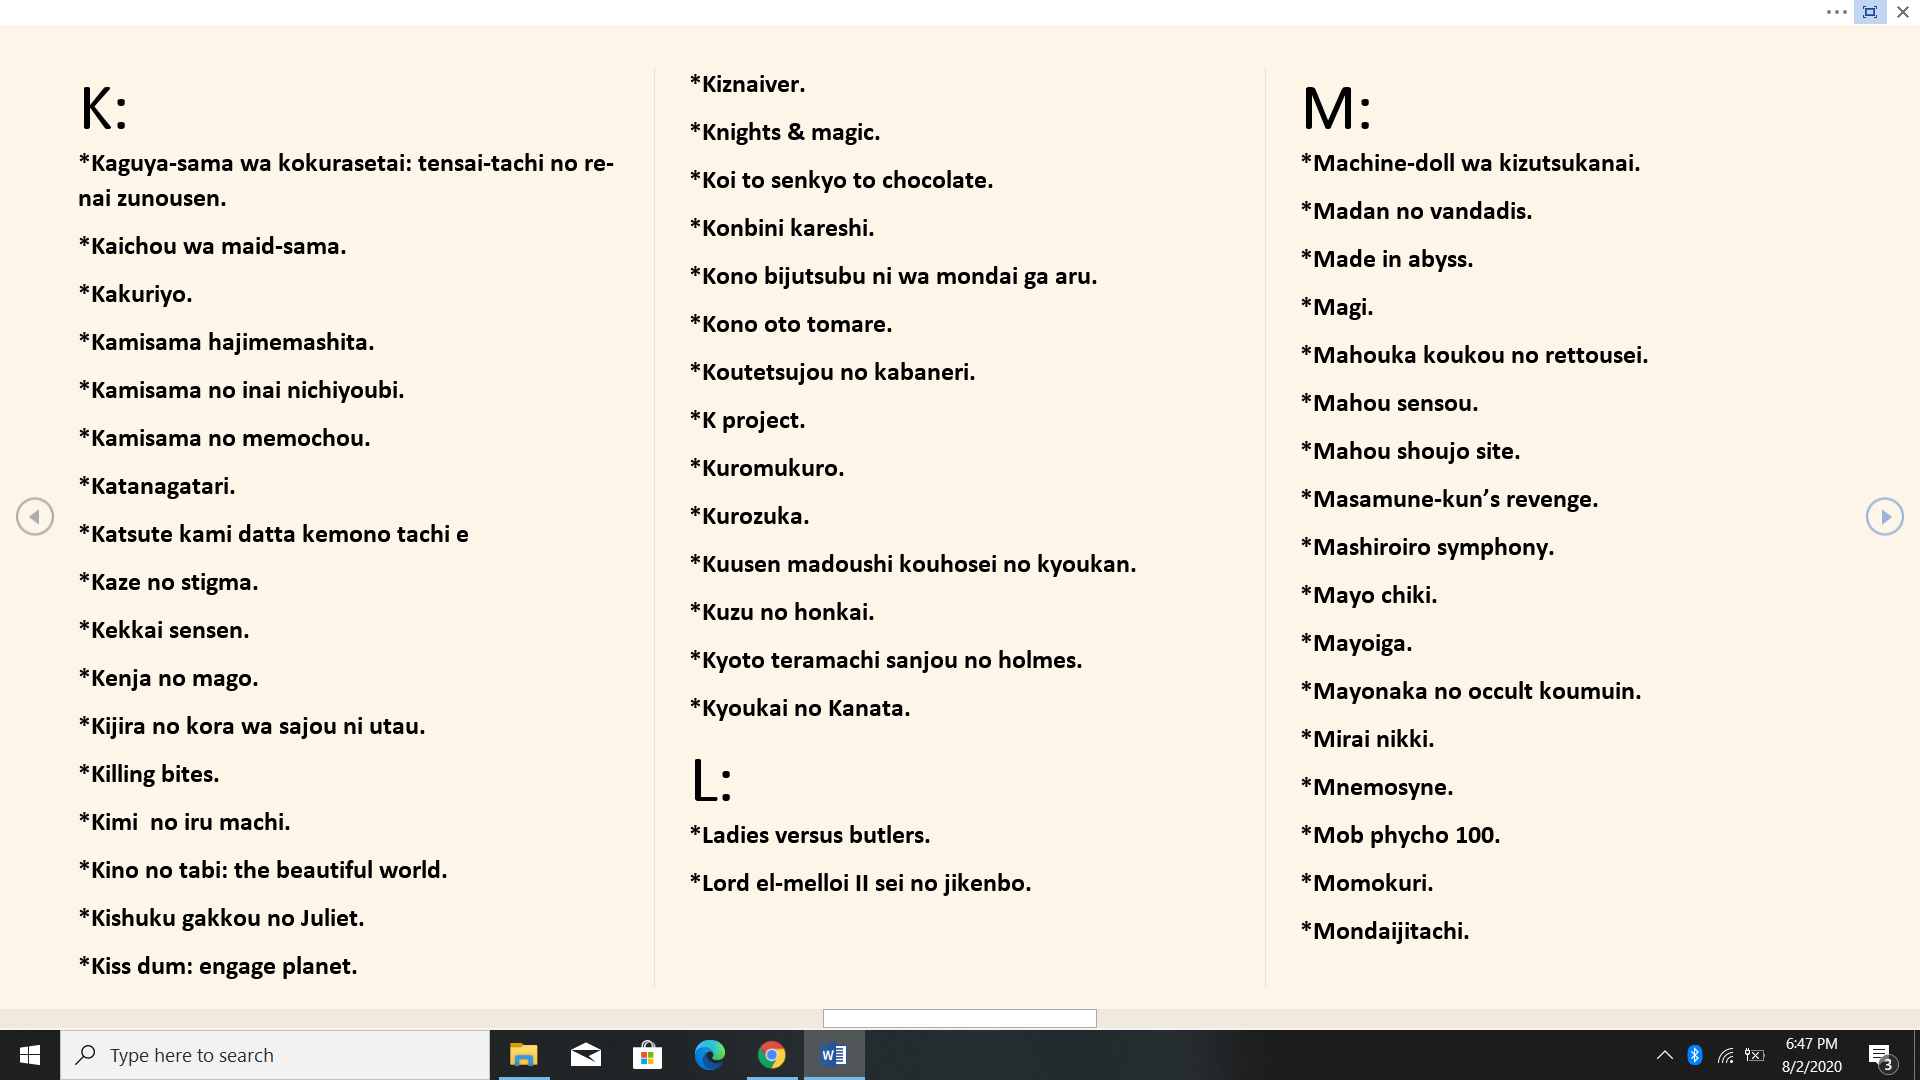 K:
*Kaguya-sama wa kokurasetai: tensai-tachi no re-
nai zunousen.
*Kaichou wa maid-sama.
*Kakuriyo.
*Kamisama hajimemashita.
*Kamisama no inai nichiyoubi.
*Kamisama no memochou.
*Katanagatari.
*Katsute kami datta kemono tachi e
*Kaze no stigma.
*Kekkai sensen.
*Kenja no mago.
*Kijira no kora wa sajou ni utau.
*Killing bites.
*Kimi  no iru machi.
*Kino no tabi: the beautiful world.
*Kishuku gakkou no Juliet.
*Kiss dum: engage planet.
*Kiznaiver.
*Knights & magic.
*Koi to senkyo to chocolate.
*Konbini kareshi.
*Kono bijutsubu ni wa mondai ga aru.
*Kono oto tomare.
*Koutetsujou no kabaneri.
*K project.
*Kuromukuro.
*Kurozuka.
*Kuusen madoushi kouhosei no kyoukan.
*Kuzu no honkai.
*Kyoto teramachi sanjou no holmes.
*Kyoukai no Kanata.
L:
*Ladies versus butlers.
*Lord el-melloi II sei no jikenbo.
M:
*Machine-doll wa kizutsukanai.
*Madan no vandadis.
*Made in abyss.
*Magi.
*Mahouka koukou no rettousei.
*Mahou sensou.
*Mahou shoujo site.
*Masamune-kun’s revenge.
*Mashiroiro symphony.
*Mayo chiki.
*Mayoiga.
*Mayonaka no occult koumuin.
*Mirai nikki.
*Mnemosyne.
*Mob phycho 100.
*Momokuri.
*Mondaijitachi.
Type here to search
W
6:47 PM
8/2/2020
3